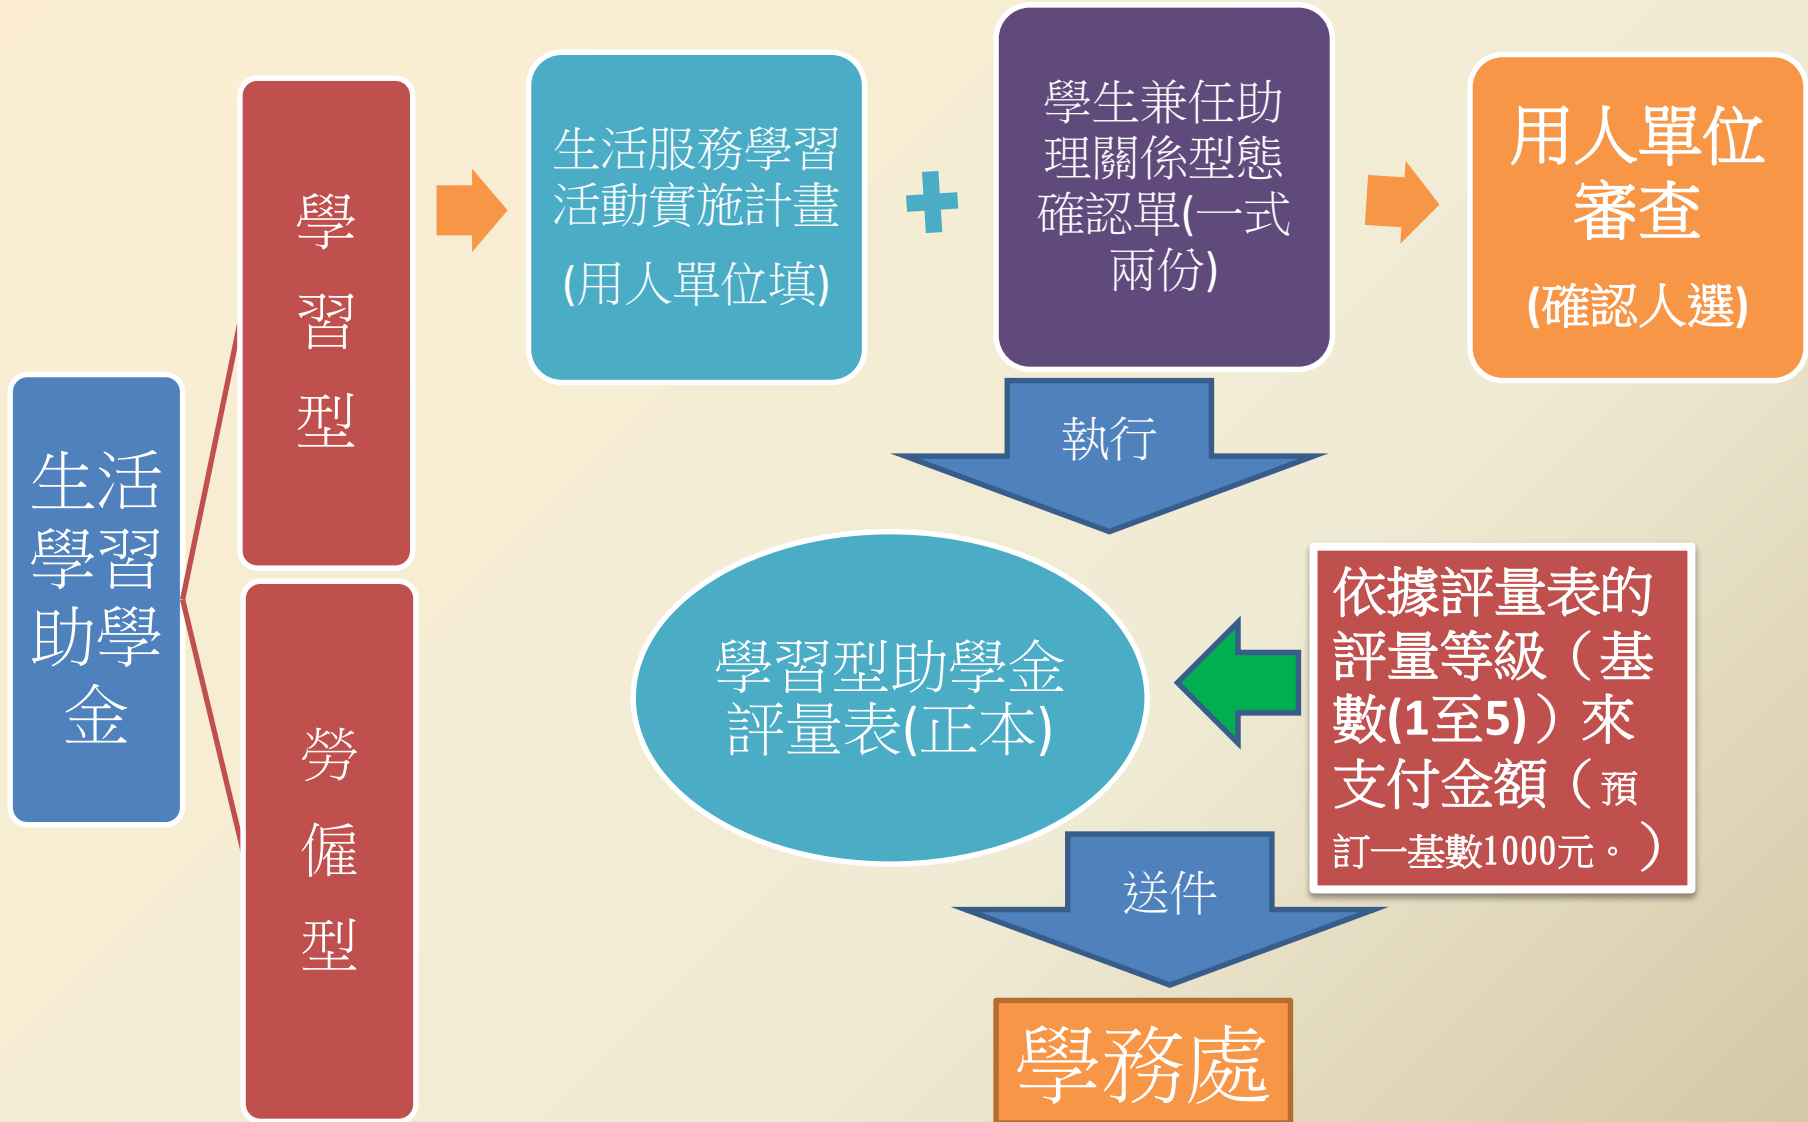 生活
學習
助學
金
學
習
型
勞
僱
型
生活服務學習
活動實施計畫
(用人單位填)
學生兼任助
理關係型態
確認單(一式
兩份)
用人單位
審查
(確認人選)
執行
學習型助學金
評量表(正本)
依據評量表的
評量等級（基
數(1至5)）來
支付金額（預
訂一基數1000元。）
送件
學務處